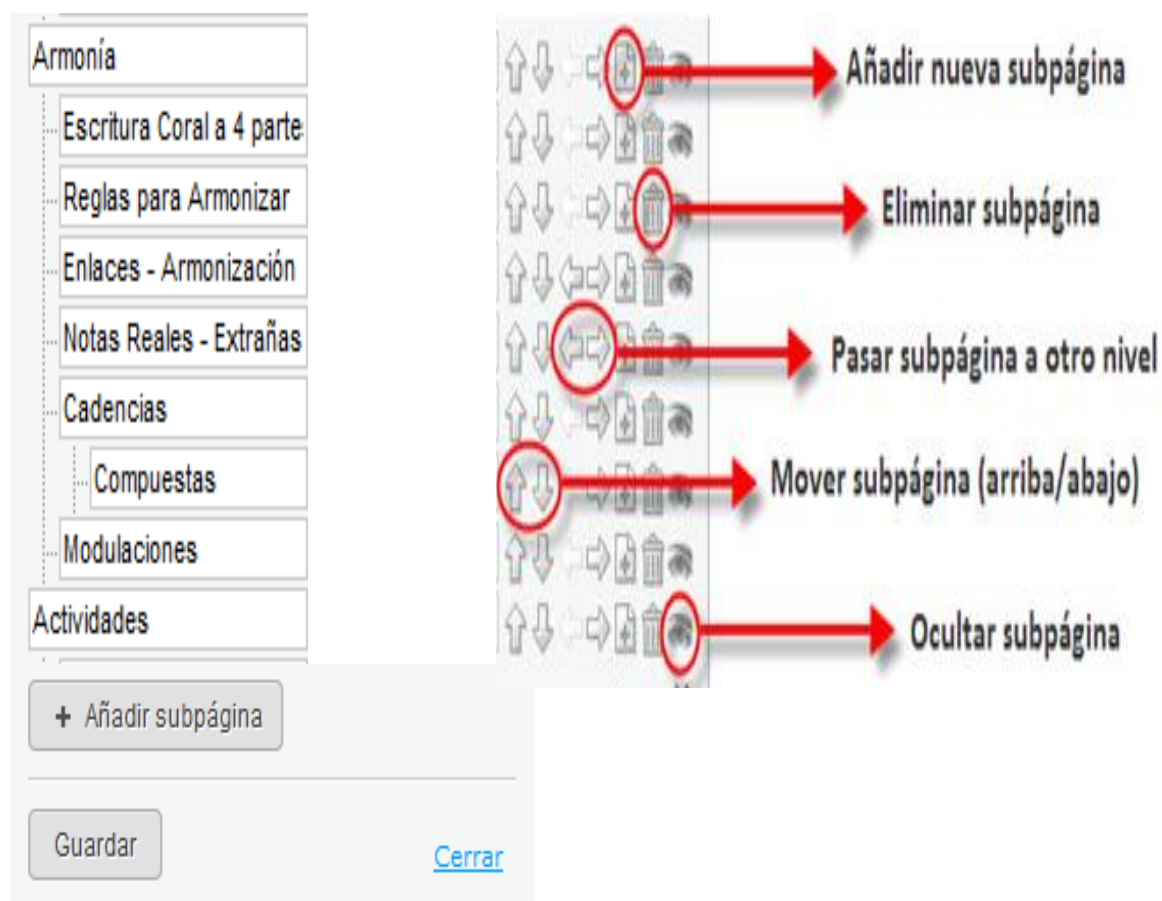 Armonía
Añadir nueva subpágina
Escritura Coral a 4 parte
Reglas para Armonizar
Eliminar subpágina
Enlaces - Armonización
Notas Reales - Extrañas
Pasar subpágina a otro nivel
Cadencias
Compuestas
Mover subpágina (arriba/abajo)
Modulaciones
Actividades
Ocultar subpágina
+ Añadir subpágina
Guardar
Cerrar